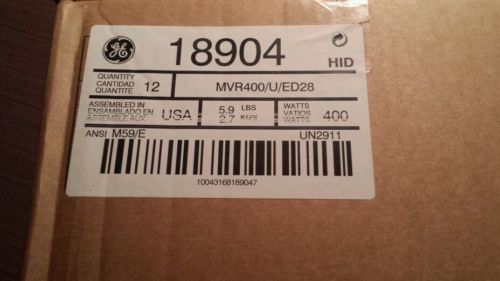 GE 18904 HID
QUANTITY
CANTIDAD 12 MVR400/U/ED28
QUANTITE
ASSEMBLED IN 5.9 LBS WATTS
ENSAMBLADO EN USA VATIOS 400
ASSEMBLE AUX 2.7 KGS WATTS
ANSI M59/E UN2911
10043168189047